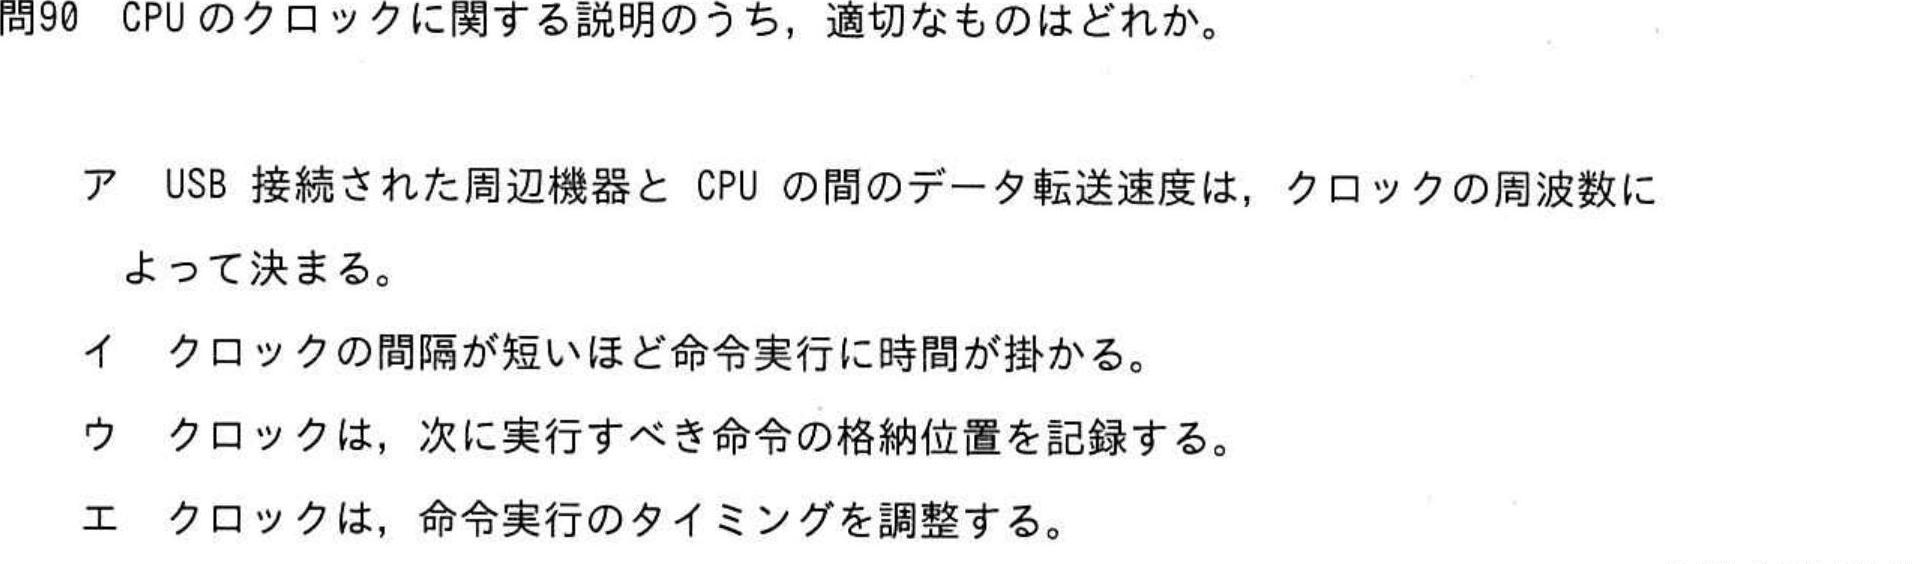 問90 CPUのクロックに関する説明のうち，適切なものはどれか。
ア USB 接続された周辺機器と CPU の間のデータ転送速度は，クロックの周波数に
よって決まる。
イ クロックの間隔が短いほど命令実行に時間が掛かる。
ウ クロックは，次に実行すべき命令の格納位置を記録する。
エ クロックは，命令実行のタイミングを調整する。